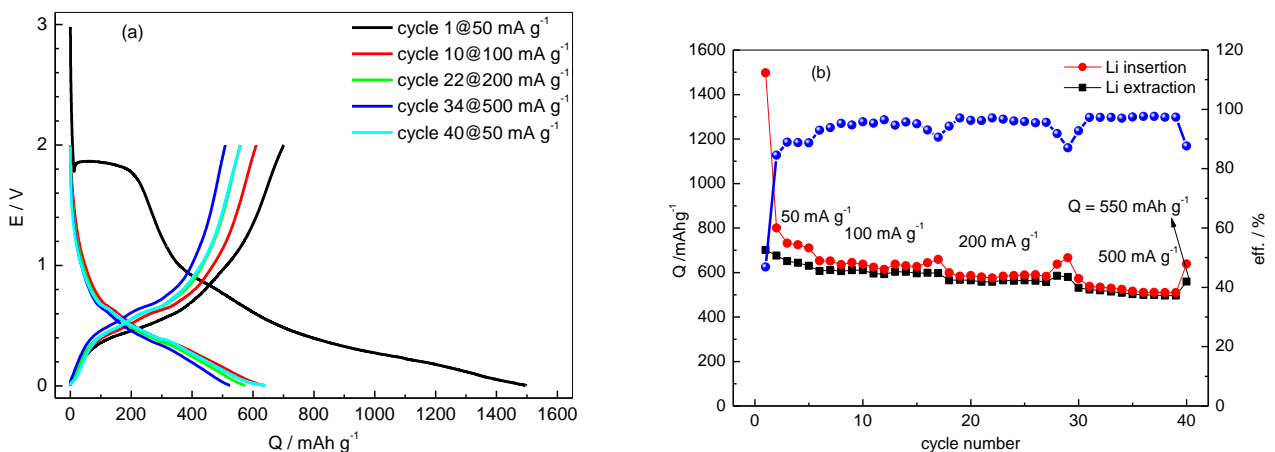 (a)
cycle 1@50 mA g⁻¹
cycle 10@100 mA g⁻¹
cycle 22@200 mA g⁻¹
cycle 34@500 mA g⁻¹
cycle 40@50 mA g⁻¹
3
2
1
0
E / V
0 200 400 600 800 1000 1200 1400 1600
Q / mAh g⁻¹
(b)
Li insertion
Li extraction
1600
1400
1200
1000
800
600
400
200
0
Q /mAhg⁻¹
50 mA g⁻¹
100 mA g⁻¹
200 mA g⁻¹
500 mA g⁻¹
Q = 550 mAh g⁻¹
120
100
80
60
40
20
0
eff. / %
0 10 20 30 40
cycle number